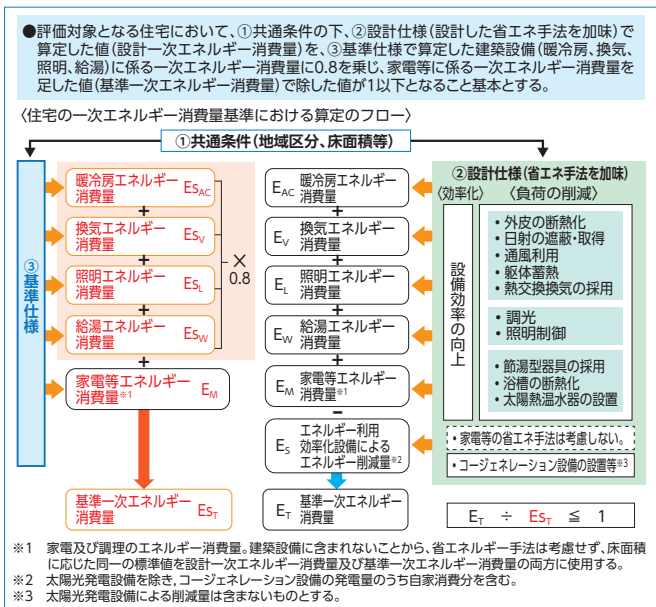 ●評価対象となる住宅において、①共通条件の下、②設計仕様（設計した省エネ手法を加味）で
算定した値（設計一次エネルギー消費量）を、③基準仕様で算定した建築設備（暖冷房、換気、
照明、給湯）に係る一次エネルギー消費量に0.8を乗じ、家電等に係る一次エネルギー消費量を
足した値（基準一次エネルギー消費量）で除した値が1以下となること基本とする。
〈住宅の一次エネルギー消費量基準における算定のフロー〉
①共通条件（地域区分、床面積等）
③基準仕様
暖冷房エネルギー
消費量 EsAC
+
換気エネルギー
消費量 EsV
+
照明エネルギー
消費量 EsL
+
給湯エネルギー
消費量 EsW
×
0.8
+
家電等エネルギー
消費量※1 EM
基準一次エネルギー
消費量 EsT
EAC 暖冷房エネルギー
消費量
+
EV 換気エネルギー
消費量
+
EL 照明エネルギー
消費量
+
EW 給湯エネルギー
消費量
+
EM 家電等エネルギー
消費量※1
−
ES エネルギー利用
効率化設備による
エネルギー削減量※2
ET 基準一次エネルギー
消費量
②設計仕様（省エネ手法を加味）
〈効率化〉 〈負荷の削減〉
設備効率の向上
・外皮の断熱化
・日射の遮蔽・取得
・通風利用
・躯体蓄熱
・熱交換換気の採用
・調光
・照明制御
・節湯型器具の採用
・浴槽の断熱化
・太陽熱温水器の設置
・家電等の省エネ手法は考慮しない。
・コージェネレーション設備の設置等※3
ET ÷ EsT ≦ 1
※1 家電及び調理のエネルギー消費量。建築設備に含まれないことから、省エネルギー手法は考慮せず、床面積
に応じた同一の標準値を設計一次エネルギー消費量及び基準一次エネルギー消費量の両方に使用する。
※2 太陽光発電設備を除き，コージェネレーション設備の発電量のうち自家消費分を含む。
※3 太陽光発電設備による削減量は含まないものとする。